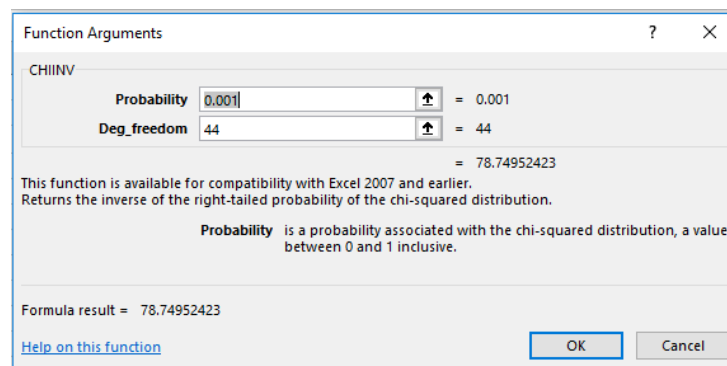 Function Arguments ? ×
CHIINV
Probability 0.001 = 0.001
Deg_freedom 44 = 44
= 78.74952423
This function is available for compatibility with Excel 2007 and earlier.
Returns the inverse of the right-tailed probability of the chi-squared distribution.
Probability is a probability associated with the chi-squared distribution, a value
between 0 and 1 inclusive.
Formula result = 78.74952423
Help on this function OK Cancel